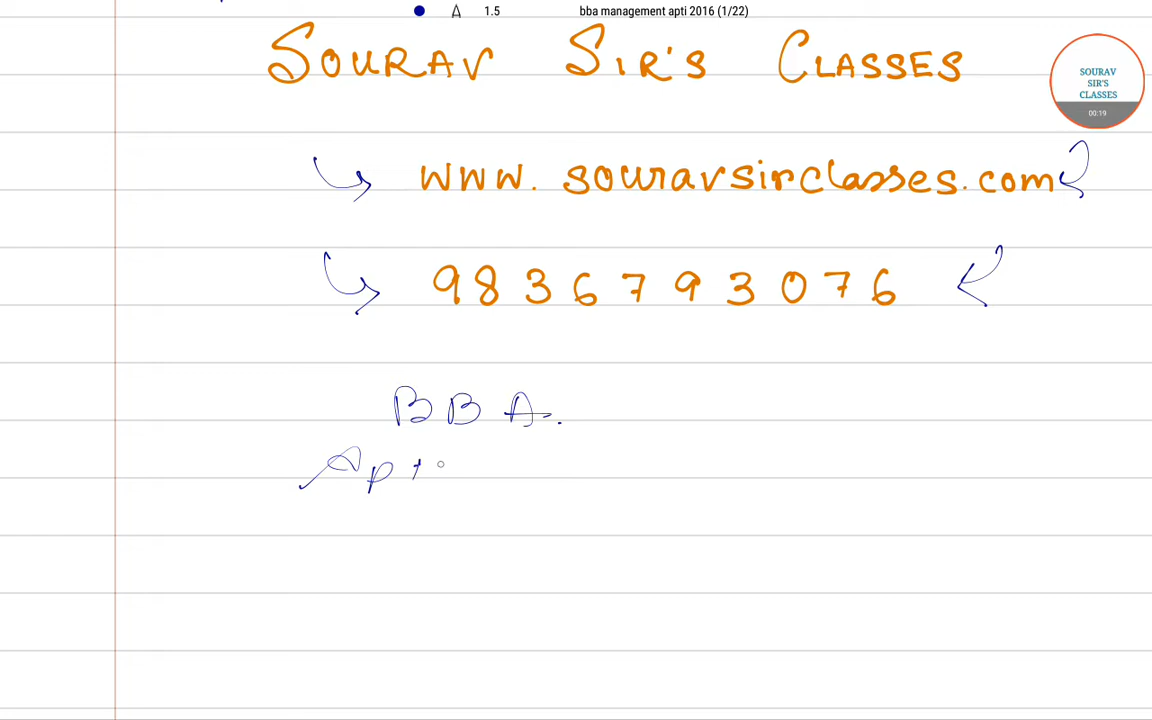 1.5 bba management apti 2016 (1/22)
SOURAV SIR'S CLASSES
SOURAV
SIR'S
CLASSES
00:19
www.souravsirclasses.com
9836793076
BBA.
Apt